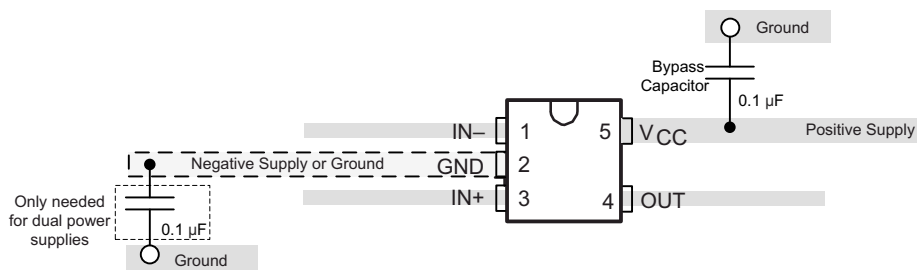 Ground
Bypass
Capacitor
0.1 µF
IN– 1 5 VCC Positive Supply
Negative Supply or Ground GND 2
IN+ 3 4 OUT
Only needed
for dual power
supplies
0.1 µF
Ground